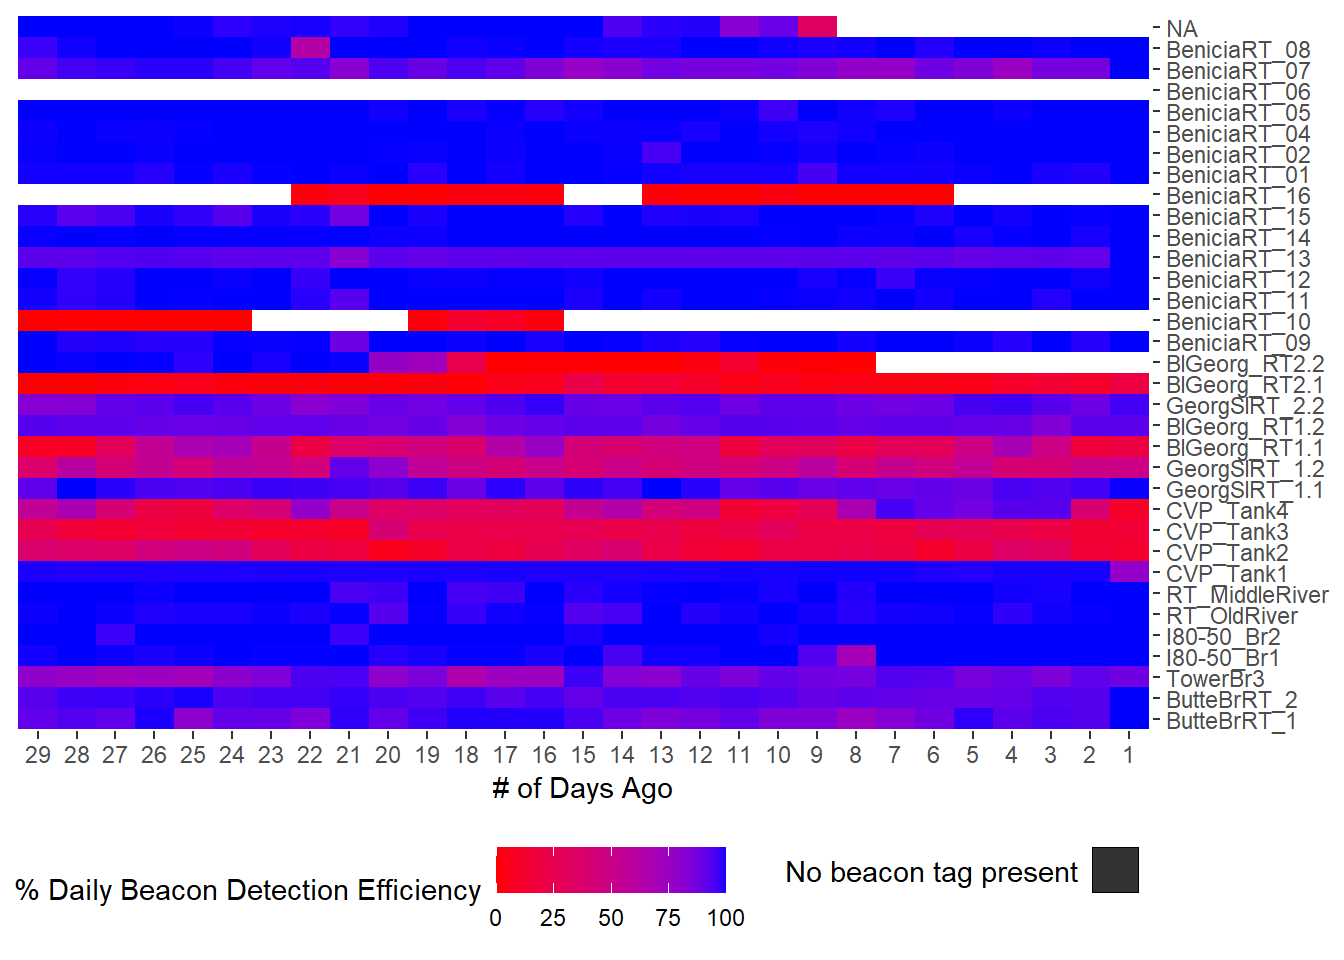 NA
BeniciaRT_08
BeniciaRT_07
BeniciaRT_06
BeniciaRT_05
BeniciaRT_04
BeniciaRT_02
BeniciaRT_01
BeniciaRT_16
BeniciaRT_15
BeniciaRT_14
BeniciaRT_13
BeniciaRT_12
BeniciaRT_11
BeniciaRT_10
BeniciaRT_09
BlGeorg_RT2.2
BlGeorg_RT2.1
GeorgSlRT_2.2
BlGeorg_RT1.2
BlGeorg_RT1.1
GeorgSlRT_1.2
GeorgSlRT_1.1
CVP_Tank4
CVP_Tank3
CVP_Tank2
CVP_Tank1
RT_MiddleRiver
RT_OldRiver
I80-50_Br2
I80-50_Br1
TowerBr3
ButteBrRT_2
ButteBrRT_1
29 28 27 26 25 24 23 22 21 20 19 18 17 16 15 14 13 12 11 10 9 8 7 6 5 4 3 2 1
# of Days Ago
% Daily Beacon Detection Efficiency
0 25 50 75 100
No beacon tag present